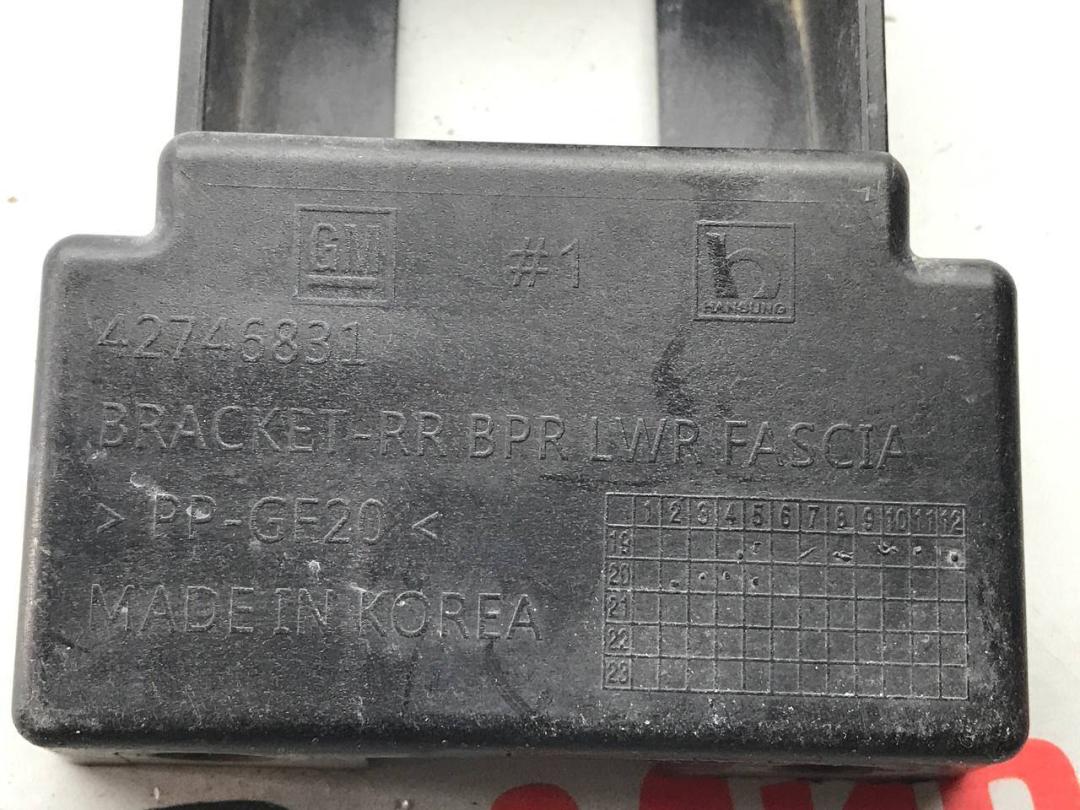 GM #1 h
HANSUNG
42746831
BRACKET-RR BPR LWR FASCIA
> PP-GF20 <
MADE IN KOREA
1 2 3 4 5 6 7 8 9 10 11 12
19
20
21
22
23